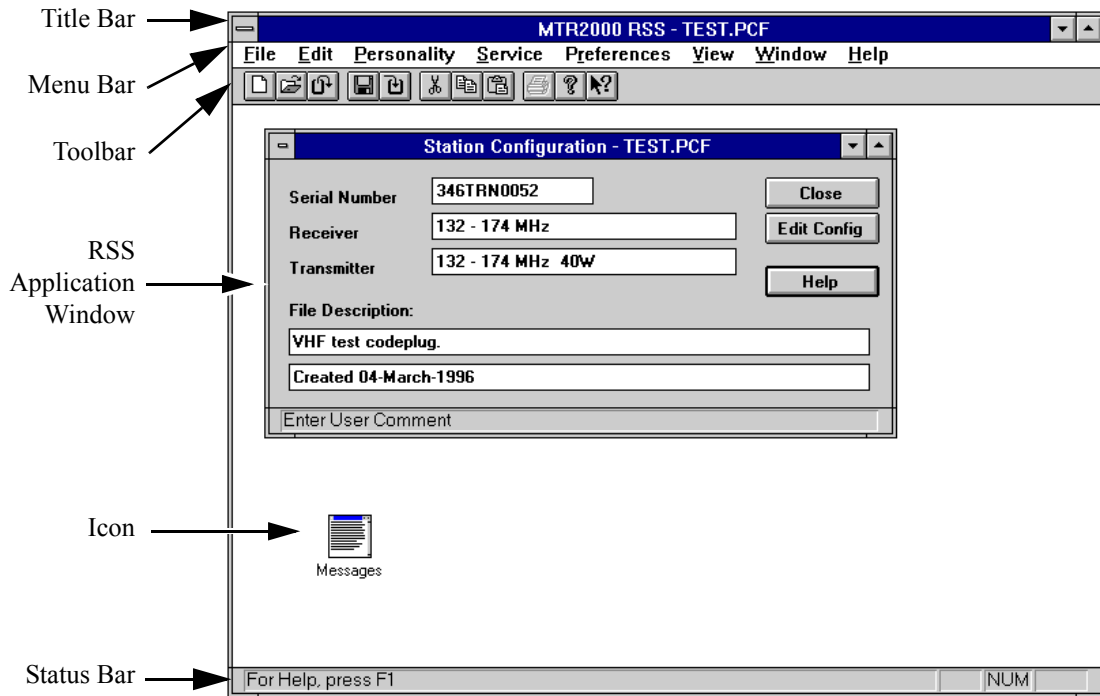 Title Bar
MTR2000 RSS - TEST.PCF
Menu Bar
File Edit Personality Service Preferences View Window Help
Toolbar
Station Configuration - TEST.PCF
Serial Number 346TRN0052 Close
Receiver 132 - 174 MHz Edit Config
Transmitter 132 - 174 MHz 40W
Help
RSS
Application
Window
File Description:
VHF test codeplug.
Created 04-March-1996
Enter User Comment
Icon
Messages
Status Bar
For Help, press F1 NUM